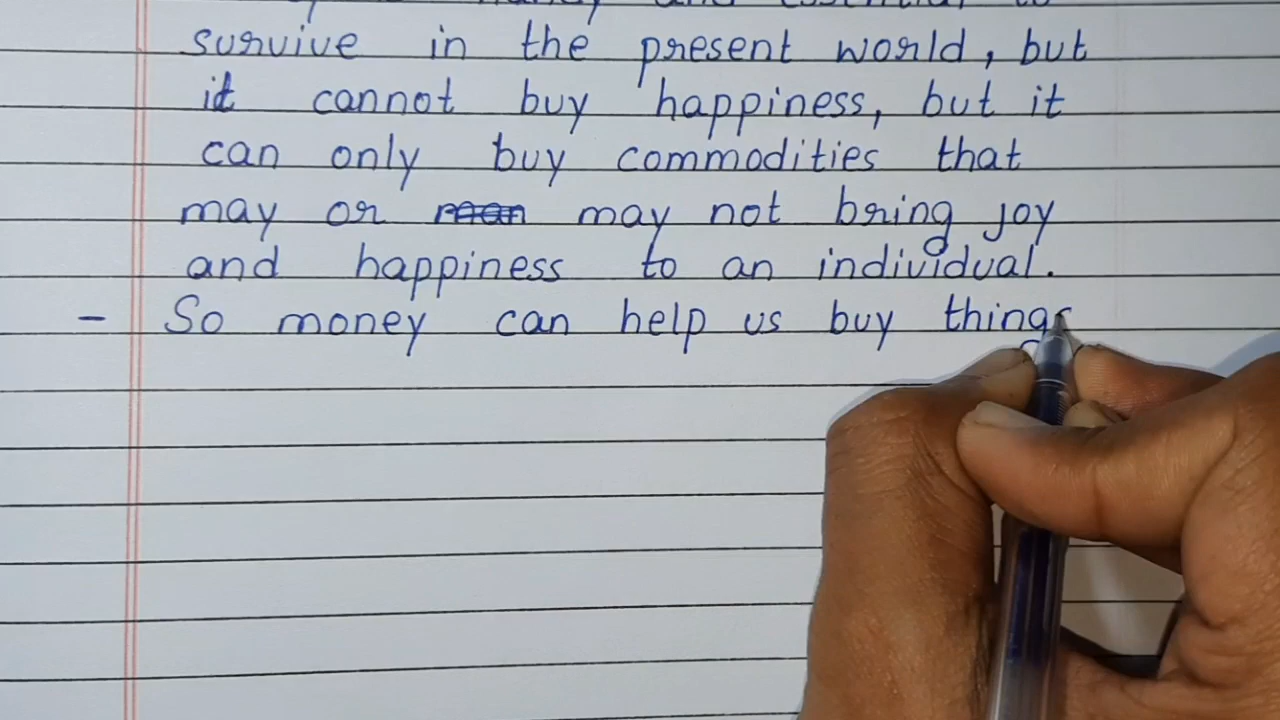 survive in the present world, but
it cannot buy happiness, but it
can only buy commodities that
may or may not bring joy
and happiness to an individual.
- So money can help us buy things